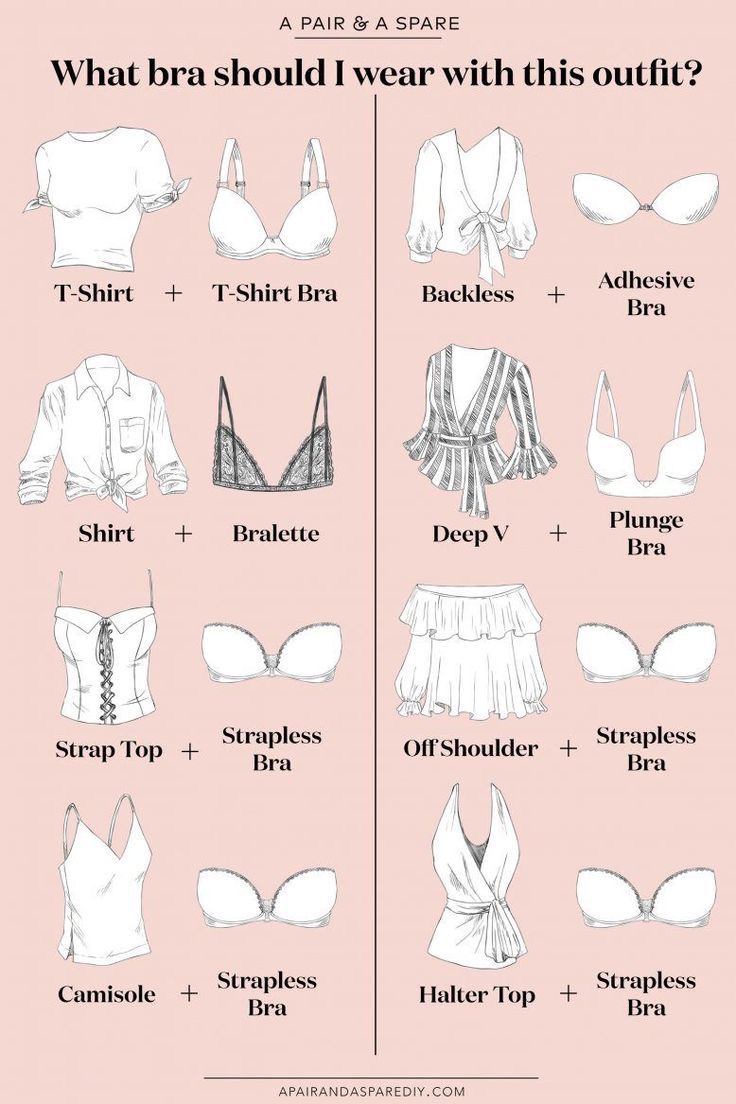 A PAIR & A SPARE
What bra should I wear with this outfit?
T-Shirt + T-Shirt Bra
Backless + Adhesive
Bra
Shirt + Bralette
Deep V + Plunge
Bra
Strap Top + Strapless
Bra
Off Shoulder + Strapless
Bra
Camisole + Strapless
Bra
Halter Top + Strapless
Bra
APAIRANDASPAREDIY.COM